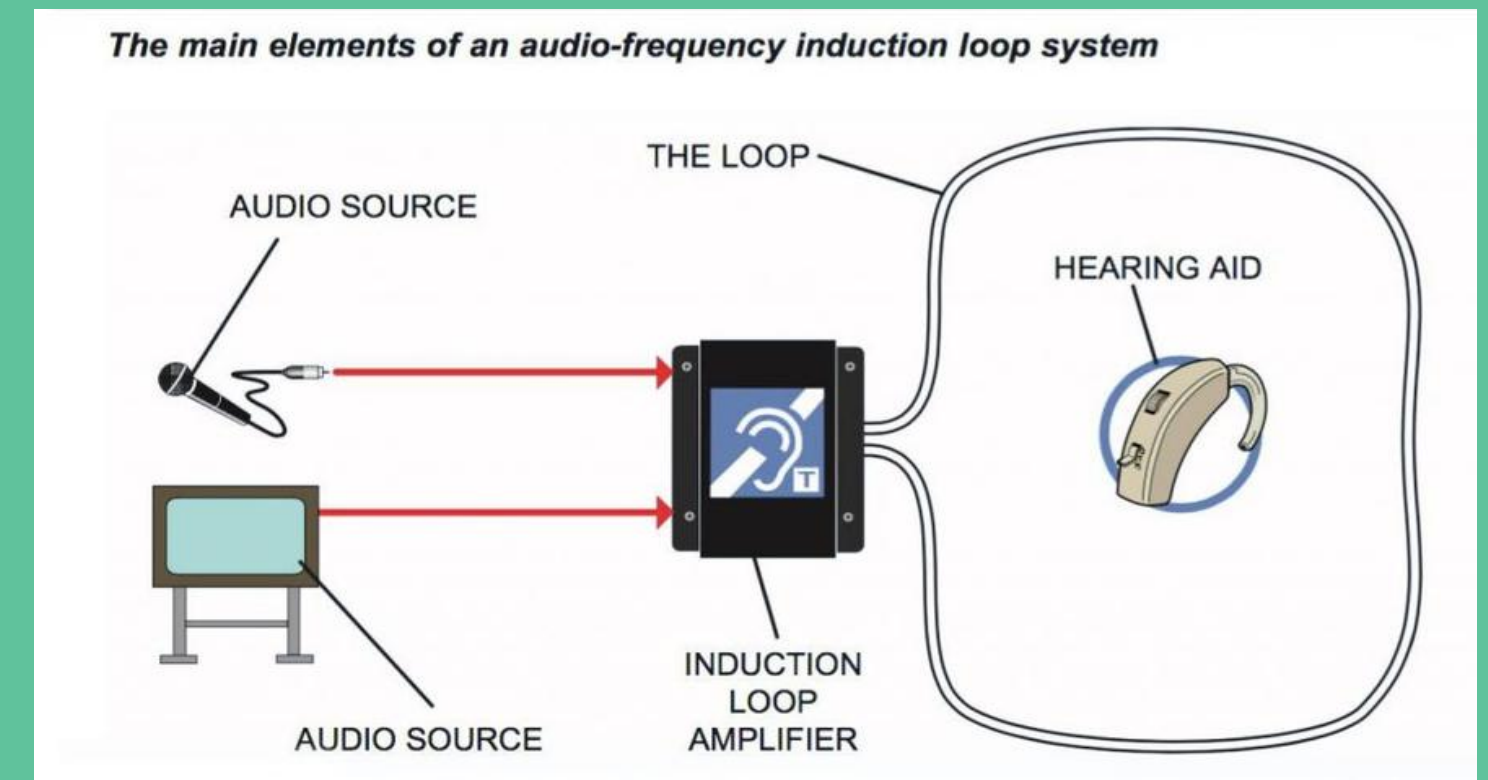 The main elements of an audio-frequency induction loop system
THE LOOP
AUDIO SOURCE
HEARING AID
T
INDUCTION
LOOP
AMPLIFIER
AUDIO SOURCE